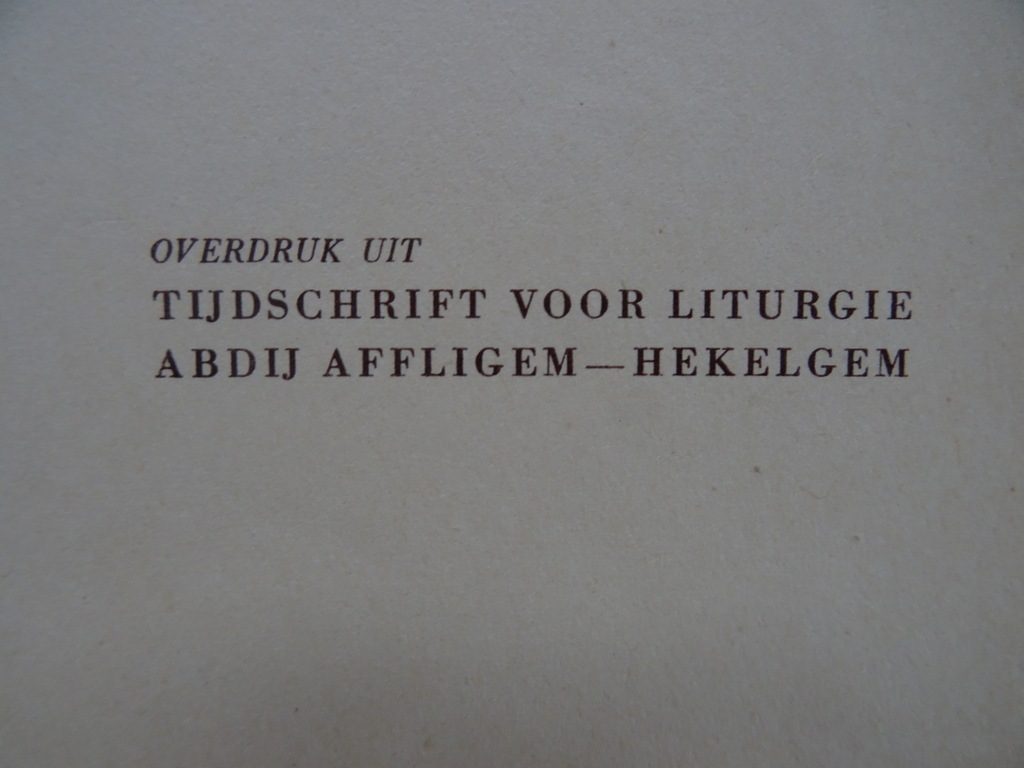 OVERDRUK UIT
TIJDSCHRIFT VOOR LITURGIE
ABDIJ AFFLIGEM—HEKELGEM